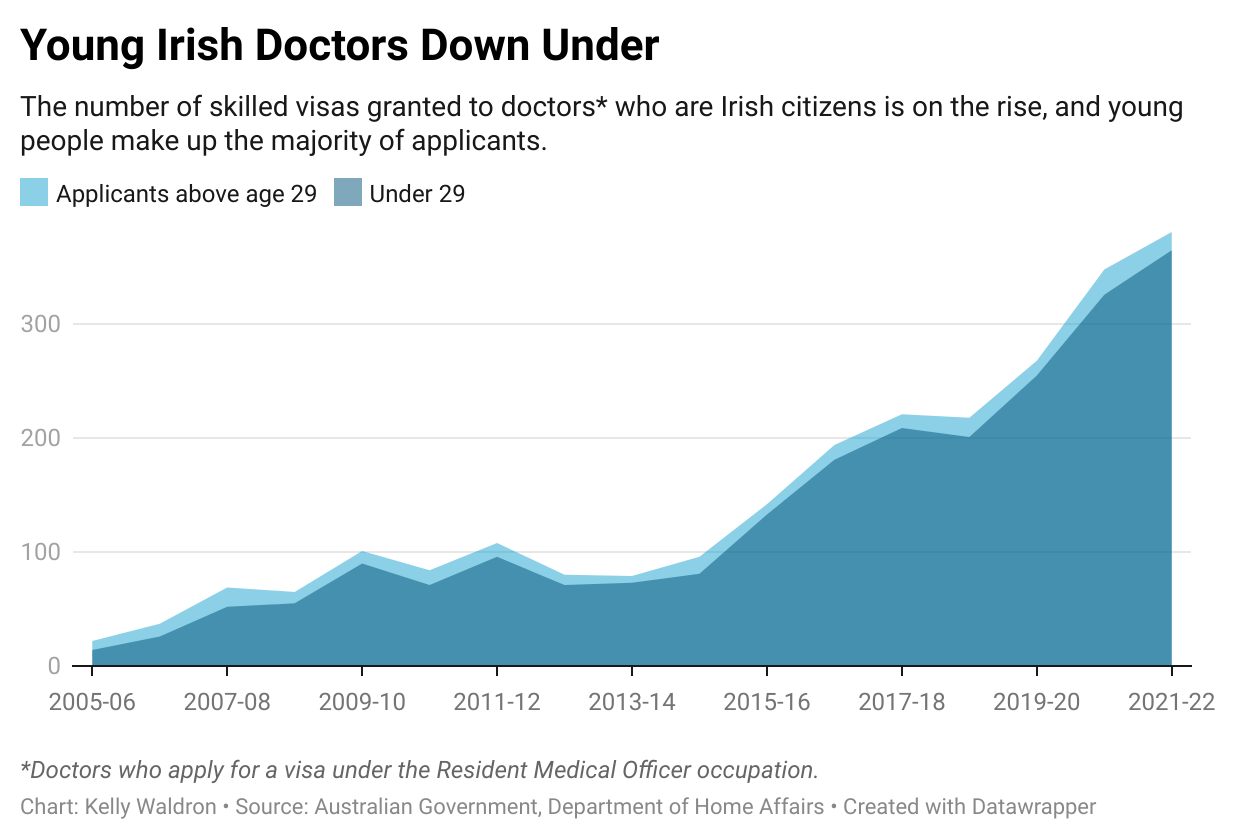 Young Irish Doctors Down Under
The number of skilled visas granted to doctors* who are Irish citizens is on the rise, and young
people make up the majority of applicants.
Applicants above age 29 Under 29
300
200
100
0
2005-06 2007-08 2009-10 2011-12 2013-14 2015-16 2017-18 2019-20 2021-22
*Doctors who apply for a visa under the Resident Medical Officer occupation.
Chart: Kelly Waldron • Source: Australian Government, Department of Home Affairs • Created with Datawrapper